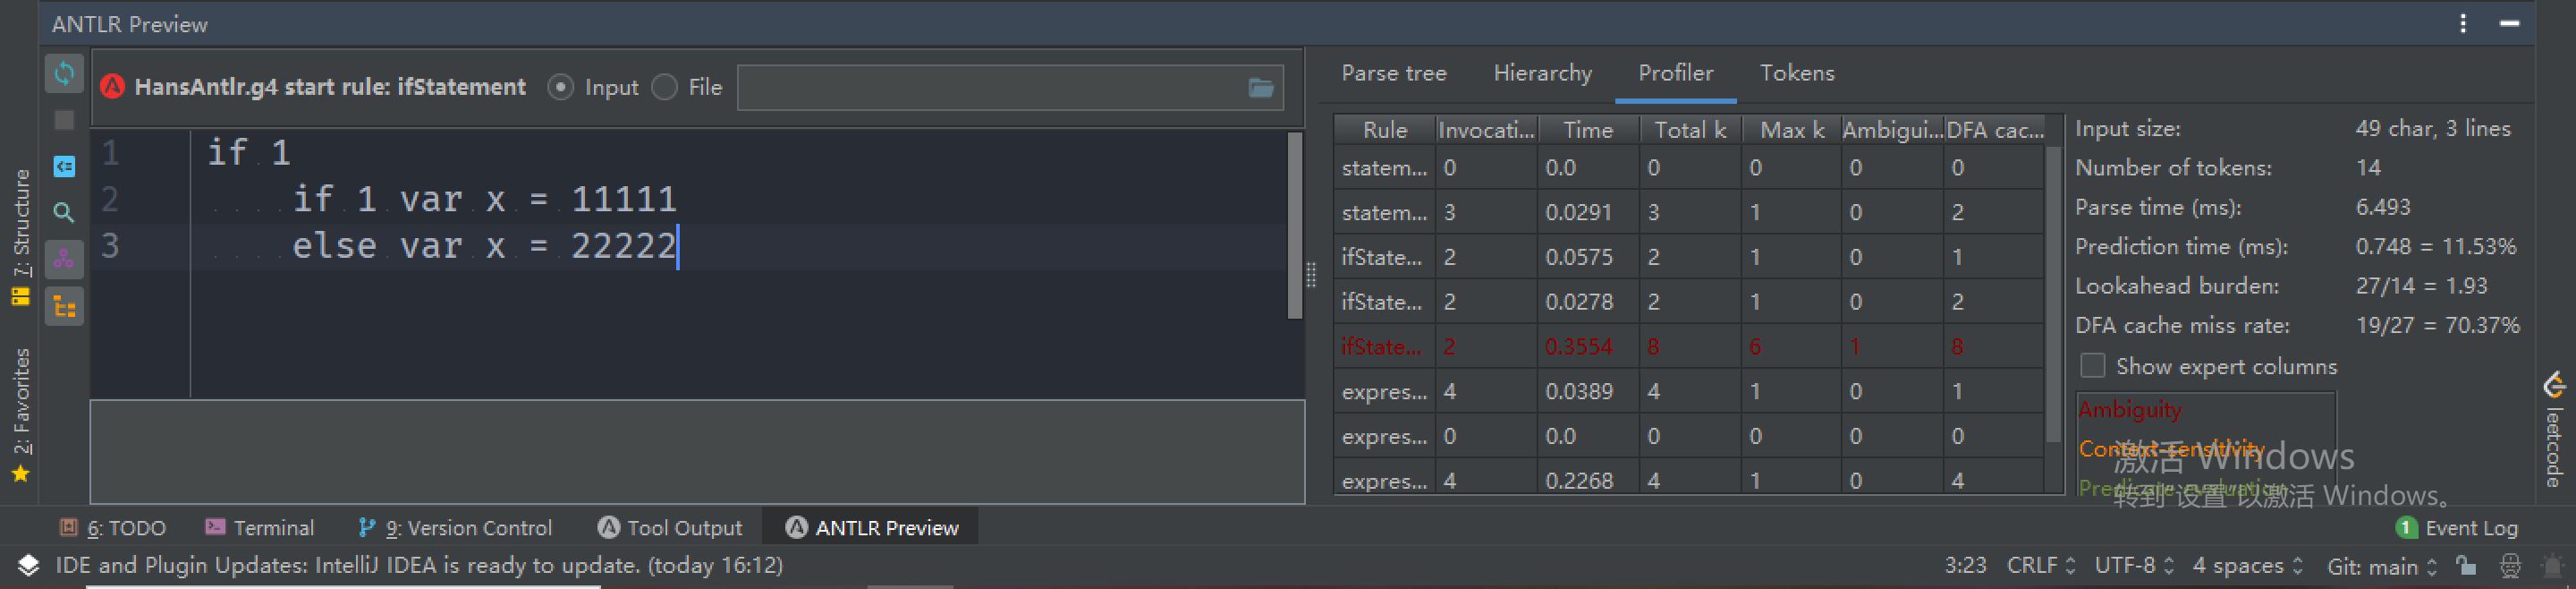 ANTLR Preview
HansAntlr.g4 start rule: ifStatement Input File
1 if 1
2 if 1 var x = 11111
3 else var x = 22222
7: Structure
2: Favorites
Parse tree Hierarchy Profiler Tokens
Rule Invocati... Time Total k Max k Ambigui... DFA cac...
statem... 0 0.0 0 0 0 0
statem... 3 0.0291 3 1 0 2
ifState... 2 0.0575 2 1 0 1
ifState... 2 0.0278 2 1 0 2
ifState... 2 0.3554 8 6 1 8
expres... 4 0.0389 4 1 0 1
expres... 0 0.0 0 0 0 0
expres... 4 0.2268 4 1 0 4
Input size: 49 char, 3 lines
Number of tokens: 14
Parse time (ms): 6.493
Prediction time (ms): 0.748 = 11.53%
Lookahead burden: 27/14 = 1.93
DFA cache miss rate: 19/27 = 70.37%
Show expert columns
Ambiguity
Context-sensitivity
Predicate evaluation
激活 Windows
转到"设置"以激活 Windows。
leetcode
6: TODO Terminal 9: Version Control Tool Output ANTLR Preview 1 Event Log
IDE and Plugin Updates: IntelliJ IDEA is ready to update. (today 16:12) 3:23 CRLF UTF-8 4 spaces Git: main